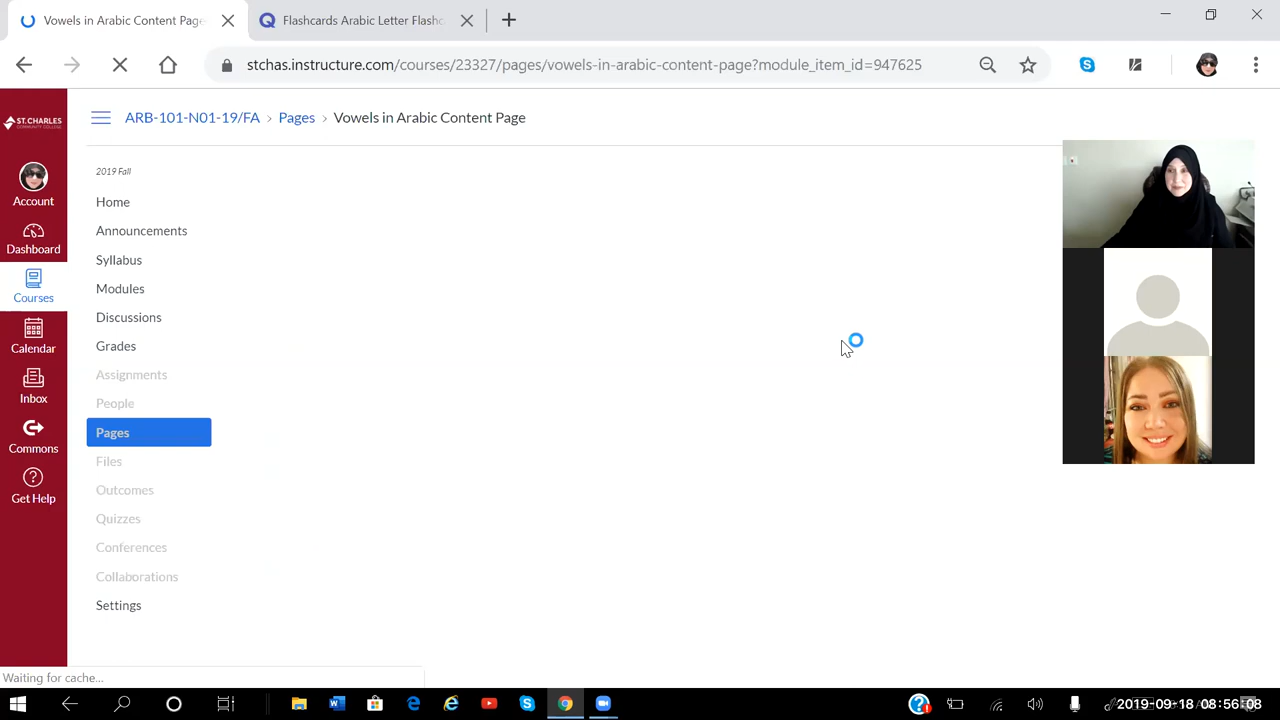 Vowels in Arabic Content Page
Flashcards Arabic Letter Flashc
stchas.instructure.com/courses/23327/pages/vowels-in-arabic-content-page?module_item_id=947625
ST. CHARLES
COMMUNITY COLLEGE
ARB-101-N01-19/FA › Pages › Vowels in Arabic Content Page
2019 Fall
Home
Announcements
Syllabus
Modules
Discussions
Grades
Assignments
People
Pages
Files
Outcomes
Quizzes
Conferences
Collaborations
Settings
Account
Dashboard
Courses
Calendar
Inbox
Commons
Get Help
Waiting for cache...
2019-09-18 08:56:08